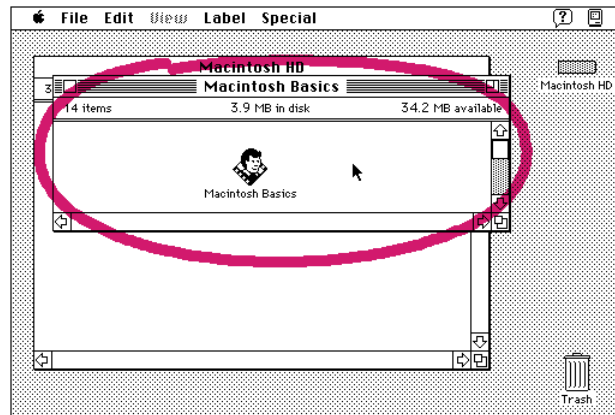 File Edit View Label Special
Macintosh HD
3
Macintosh Basics
14 items 3.9 MB in disk 34.2 MB available
Macintosh Basics
Macintosh HD
Trash